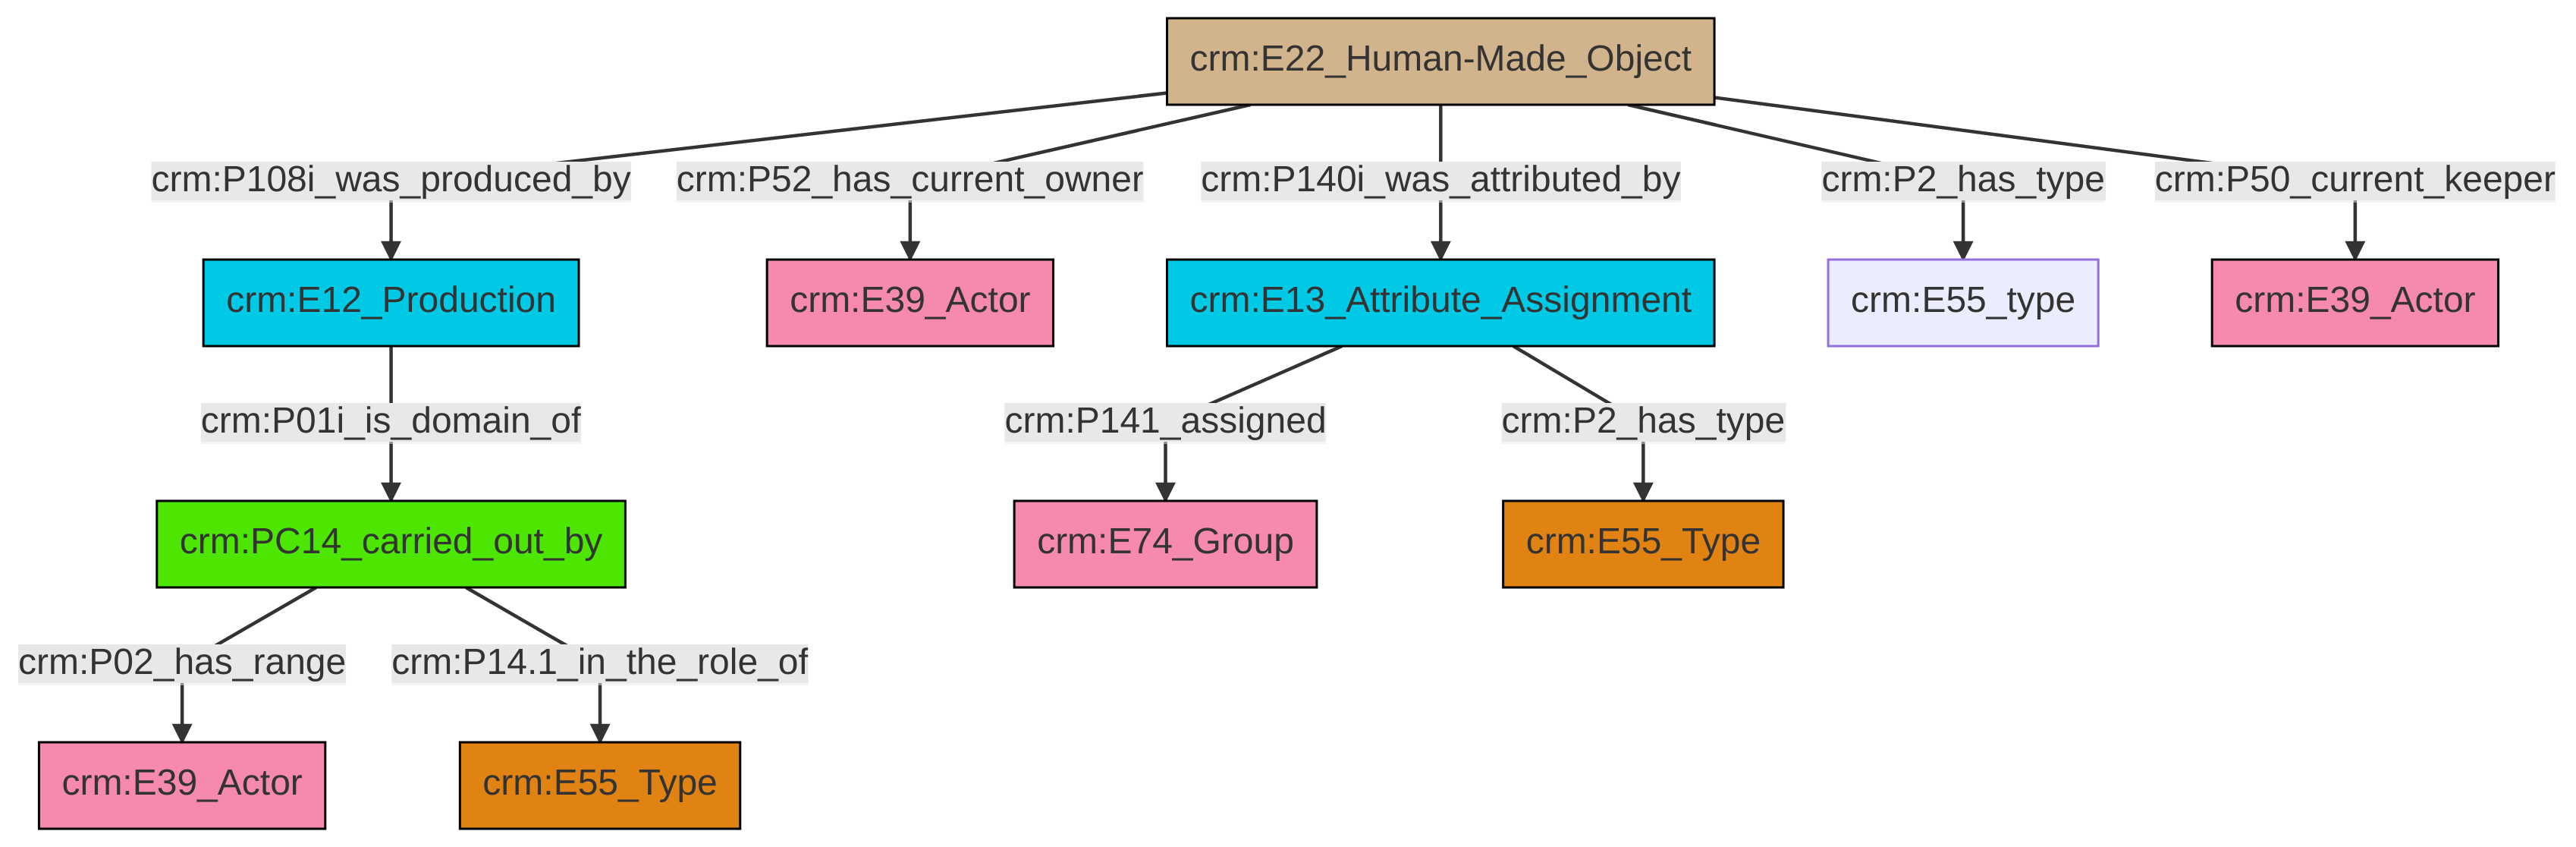 crm:E22_Human-Made_Object
crm:P108i_was_produced_by
crm:P52_has_current_owner
crm:P140i_was_attributed_by
crm:P2_has_type
crm:P50_current_keeper
crm:E12_Production
crm:E39_Actor
crm:E13_Attribute_Assignment
crm:E55_type
crm:E39_Actor
crm:P01i_is_domain_of
crm:P141_assigned
crm:P2_has_type
crm:PC14_carried_out_by
crm:E74_Group
crm:E55_Type
crm:P02_has_range
crm:P14.1_in_the_role_of
crm:E39_Actor
crm:E55_Type